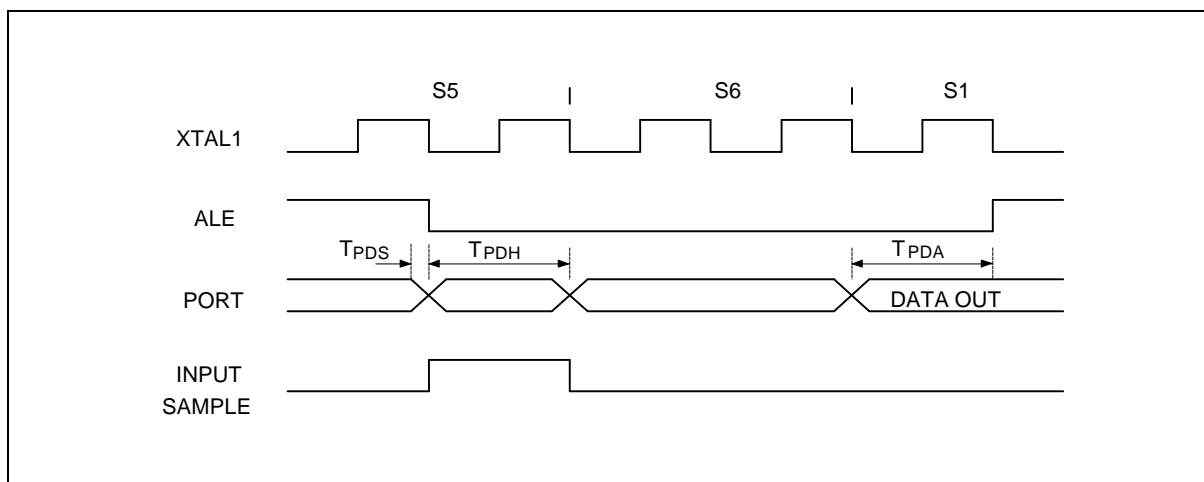 S5 S6 S1
XTAL1
ALE
TPDS TPDH TPDA
PORT DATA OUT
INPUT
SAMPLE